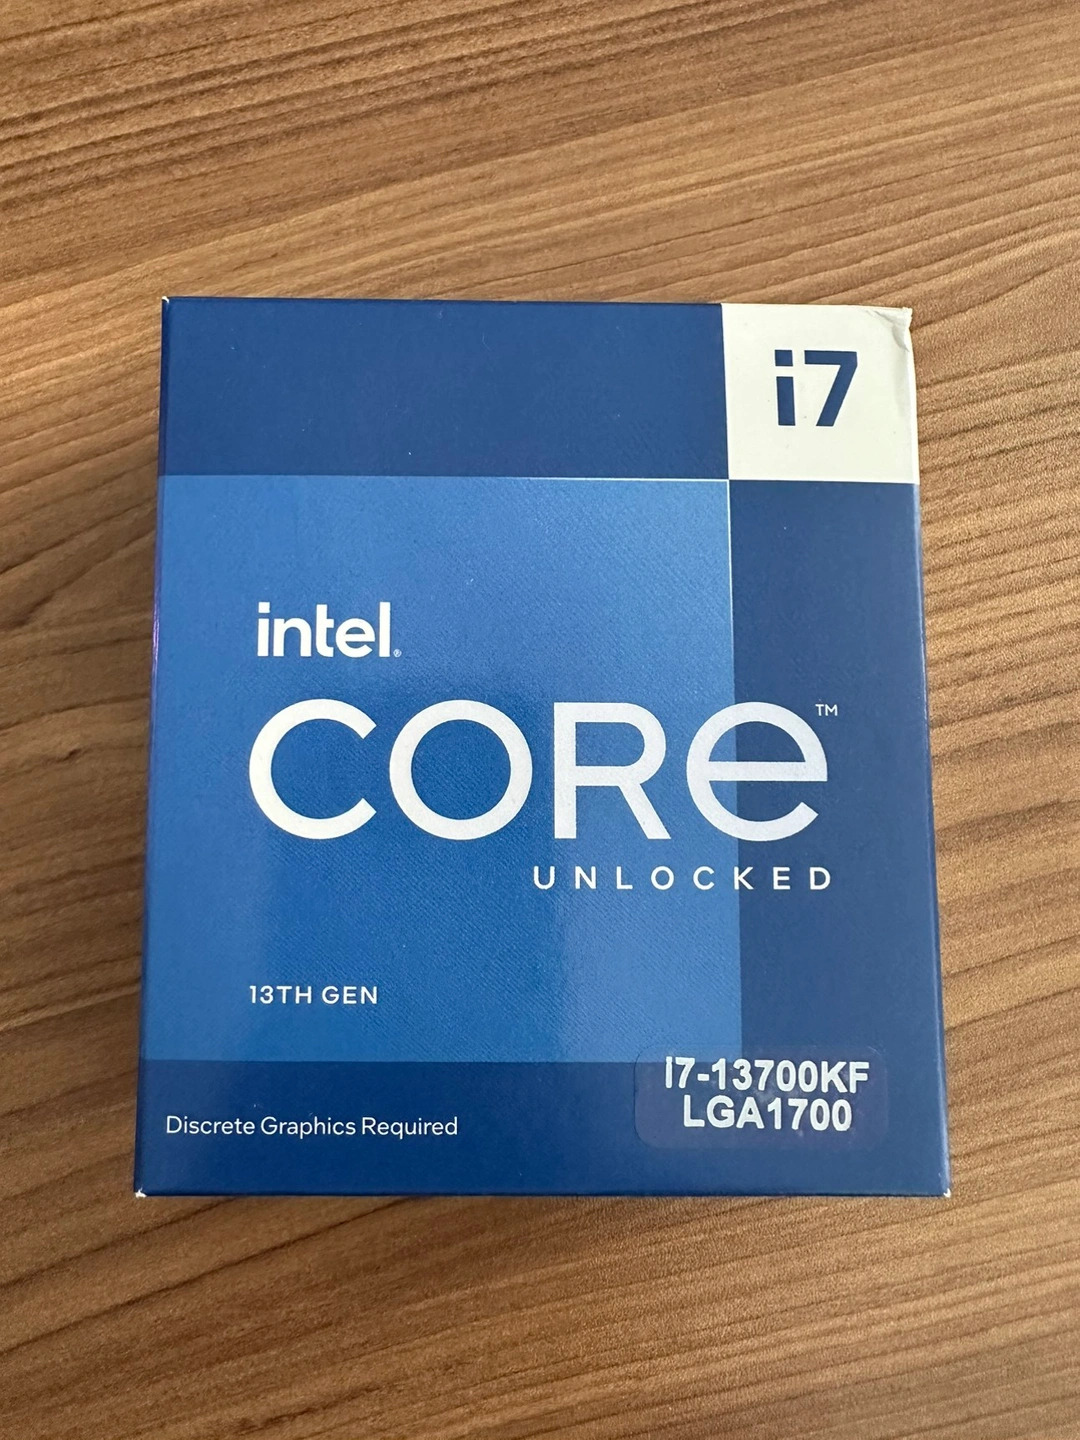 i7
intel®
CORe™
UNLOCKED
13TH GEN
I7-13700KF
LGA1700
Discrete Graphics Required